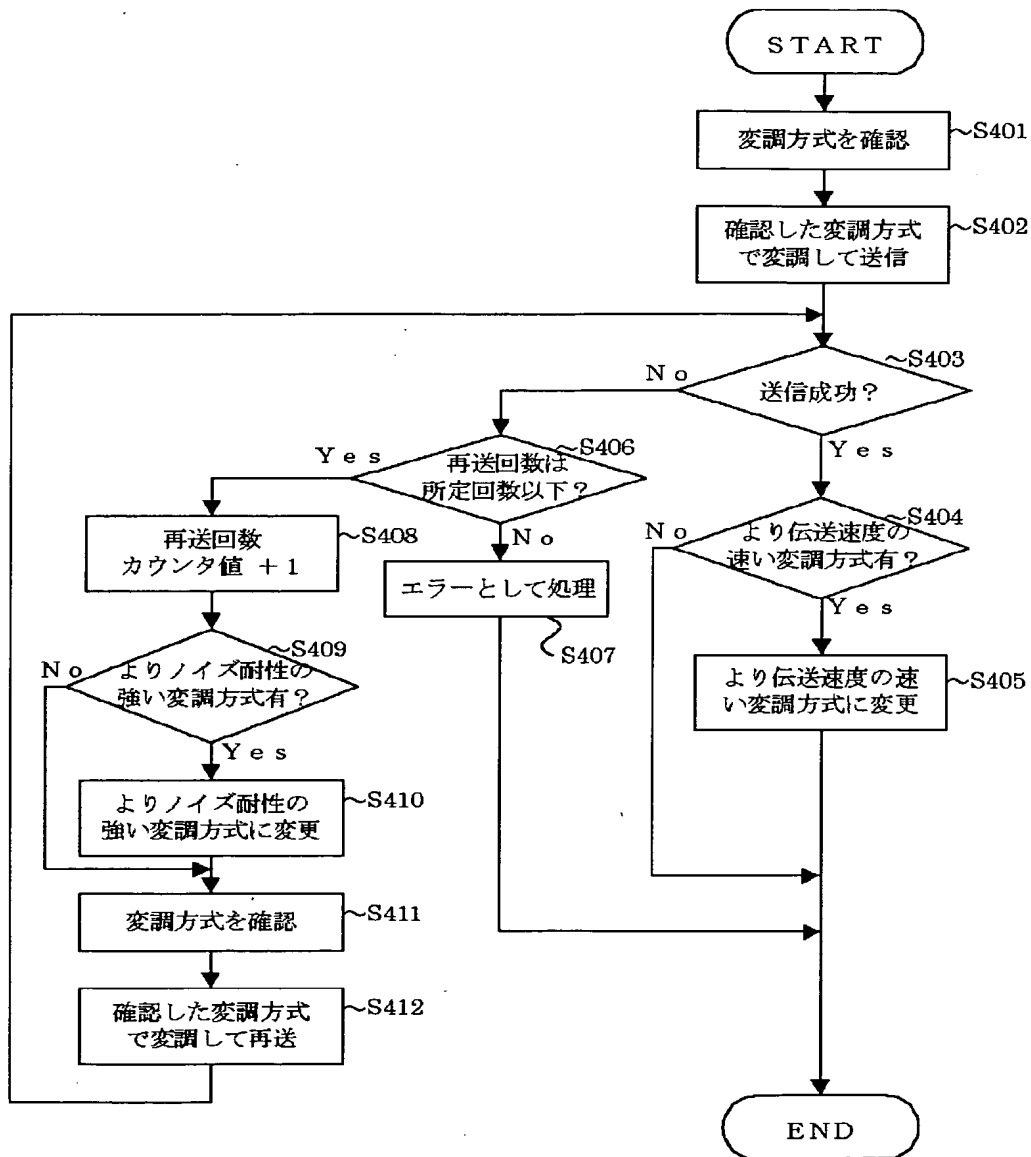 START
変調方式を確認
~S401
確認した変調方式
で変調して送信
~S402
~S403
送信成功?
No
Yes
~S406
再送回数は
所定回数以下?
Yes
No
~S404
より伝送速度の
速い変調方式有?
No
Yes
再送回数
カウンタ値 +1
~S408
エラーとして処理
S407
より伝送速度の速
い変調方式に変更
~S405
~S409
よりノイズ耐性の
強い変調方式有?
No
Yes
よりノイズ耐性の
強い変調方式に変更
~S410
変調方式を確認
~S411
確認した変調方式
で変調して再送
~S412
END